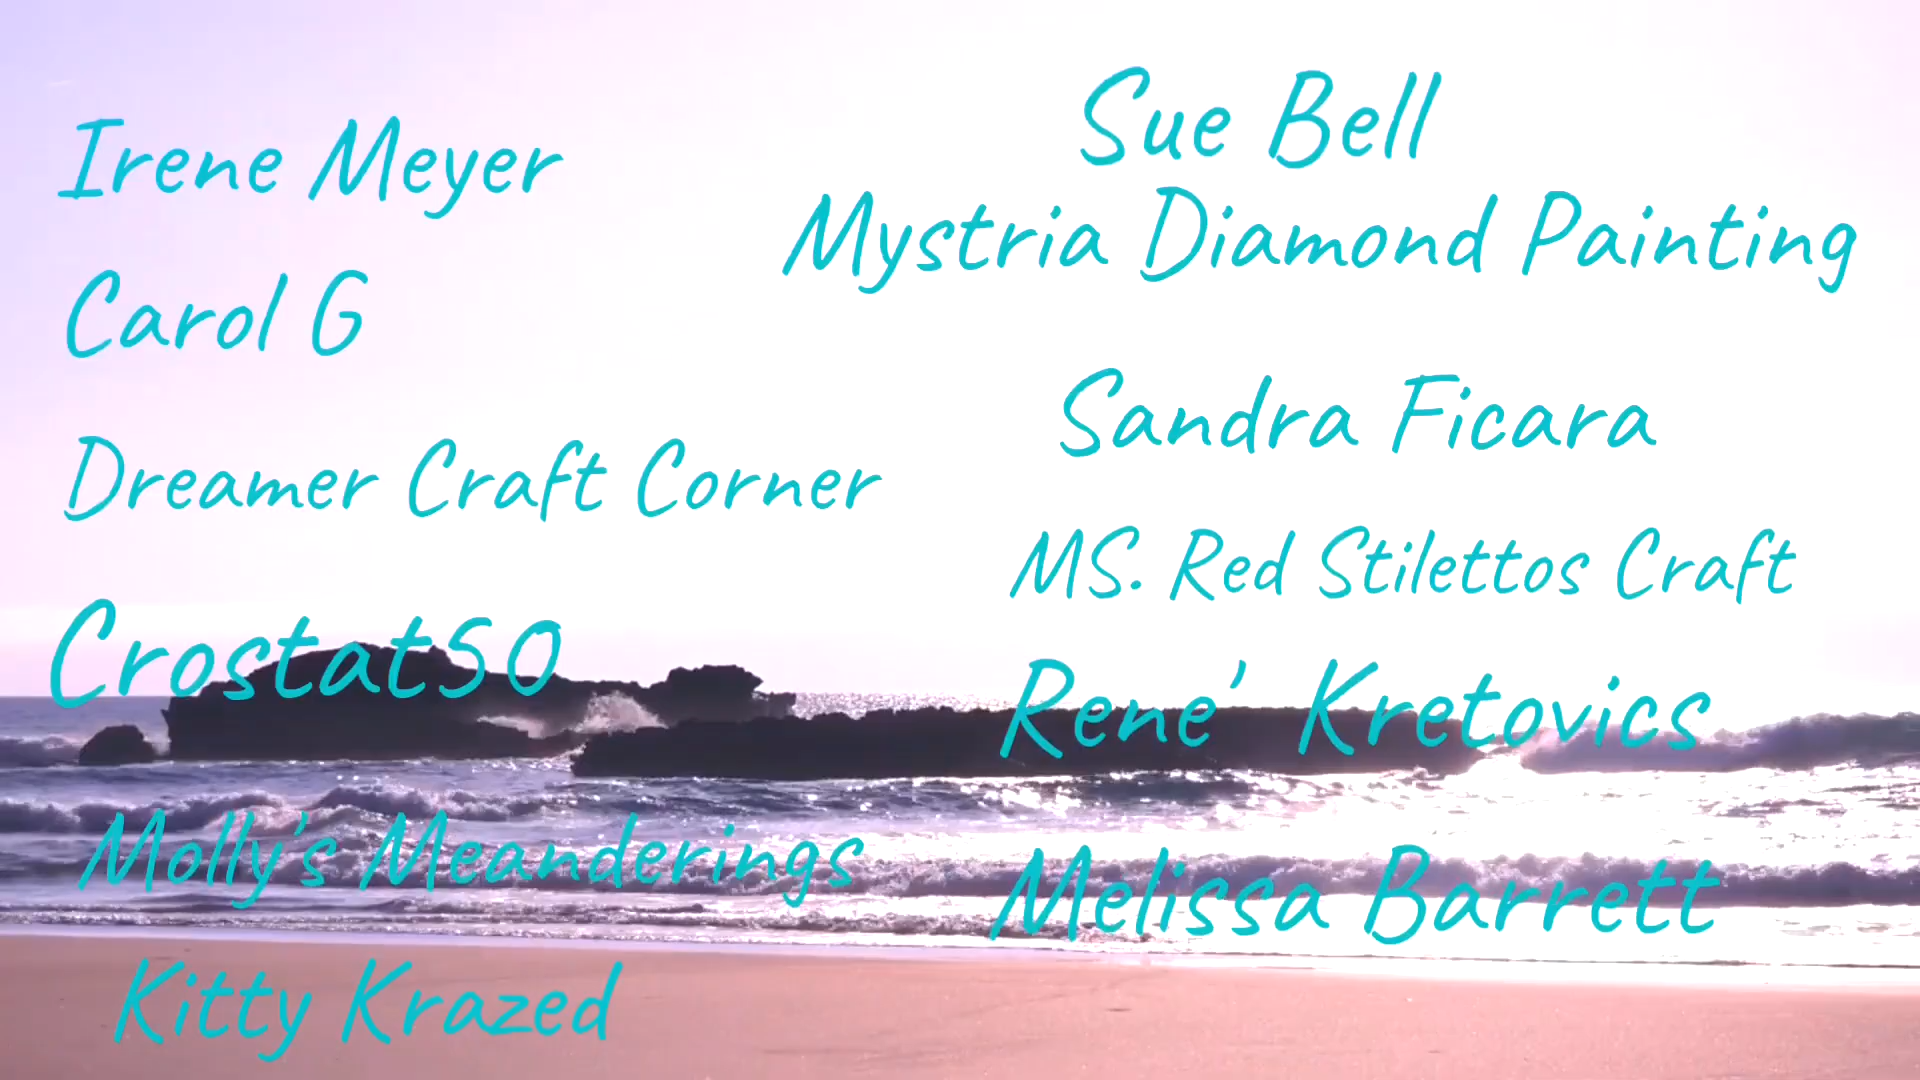 Irene Meyer
Carol G
Dreamer Craft Corner
Crostat50
Molly's Meanderings
Kitty Krazed
Sue Bell
Mystria Diamond Painting
Sandra Ficara
MS. Red Stilettos Craft
Rene' Kretovics
Melissa Barrett